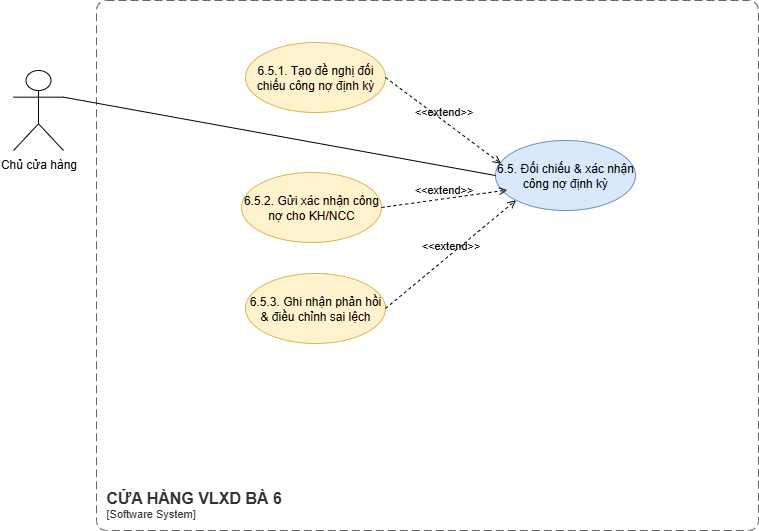 6.5.1. Tạo đề nghị đối
chiếu công nợ định kỳ
<<extend>>
Chủ cửa hàng
6.5. Đối chiếu & xác nhận
công nợ định kỳ
<<extend>>
6.5.2. Gửi xác nhận công
nợ cho KH/NCC
<<extend>>
6.5.3. Ghi nhận phản hồi
& điều chỉnh sai lệch
CỬA HÀNG VLXD BÀ 6
[Software System]